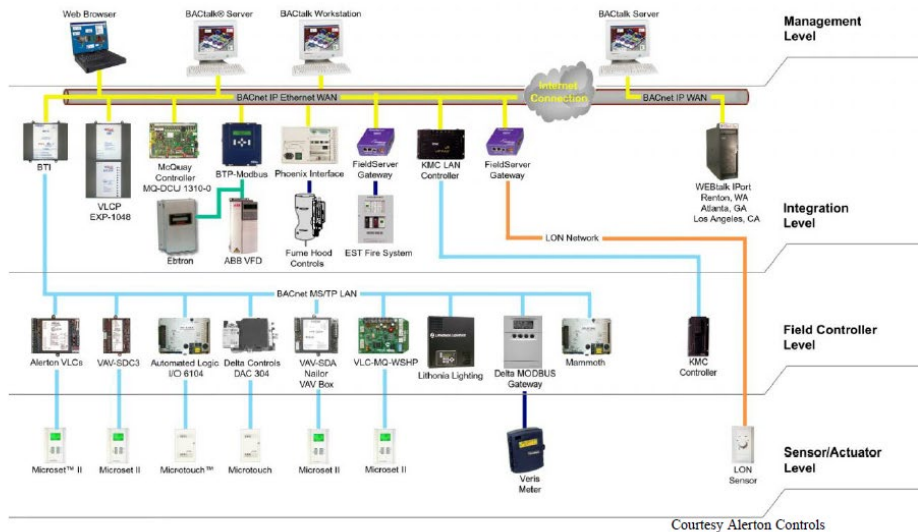 Web Browser
BACtalk® Server
BACtalk Workstation
BACtalk Server
Management
Level
Internet
Connection
BACnet IP Ethernet WAN
BACnet IP WAN
BTI
VLCP
EXP-1048
McQuay
Controller
MQ-DCU 1310-0
BTP-Modbus
Phoenix Interface
FieldServer
Gateway
KMC LAN
Controller
FieldServer
Gateway
WEBtalk IPort
Renton, WA
Atlanta, GA
Los Angeles, CA
Integration
Level
Ebtron
ABB VFD
Fume Hood
Controls
EST Fire System
LON Network
BACnet MS/TP LAN
Alerton VLCs
VAV-SDC3
Automated Logic
I/O 6104
Delta Controls
DAC 304
VAV-SDA
Nailor
VAV Box
VLC-MQ-WSHP
Lithonia Lighting
Delta MODBUS
Gateway
Mammoth
KMC
Controller
Field Controller
Level
Microset™ II
Microset II
Microtouch™
Microtouch
Microset II
Microset II
Veris
Meter
LON
Sensor
Sensor/Actuator
Level
Courtesy Alerton Controls